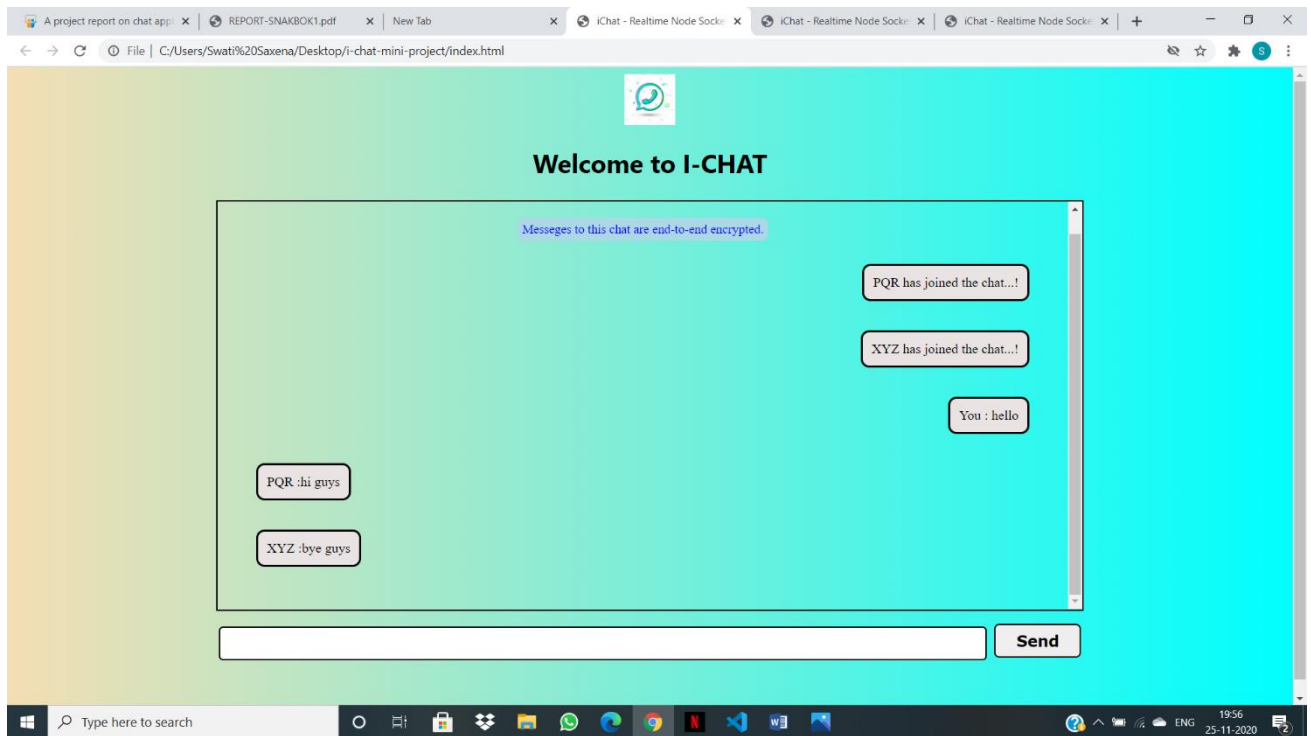 A project report on chat appl
REPORT-SNAKBOK1.pdf
New Tab
iChat - Realtime Node Socke
iChat - Realtime Node Socke
iChat - Realtime Node Socke
File | C:/Users/Swati%20Saxena/Desktop/i-chat-mini-project/index.html
S
Welcome to I-CHAT
Messeges to this chat are end-to-end encrypted.
PQR has joined the chat...!
XYZ has joined the chat...!
You : hello
PQR :hi guys
XYZ :bye guys
Send
Type here to search
ENG
19:56
25-11-2020
2